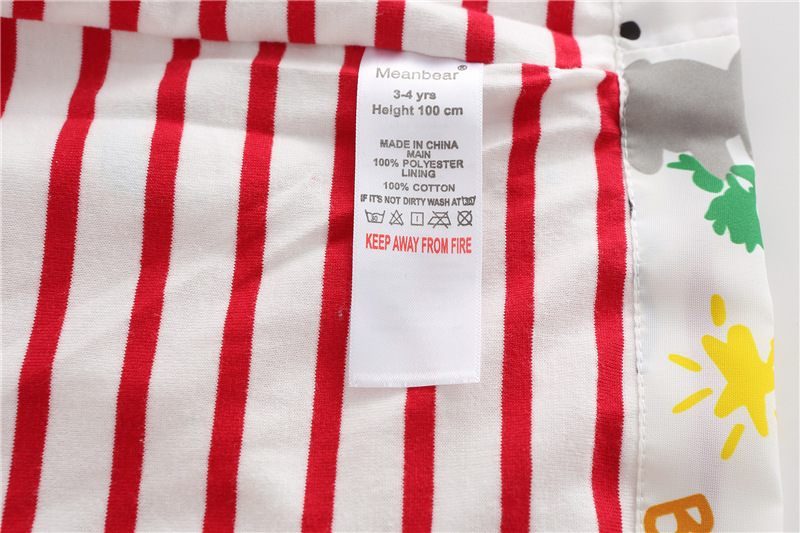 Meanbear®
3-4 yrs
Height 100 cm
MADE IN CHINA
MAIN
100% POLYESTER
LINING
100% COTTON
IF IT'S NOT DIRTY WASH AT 30
KEEP AWAY FROM FIRE
B